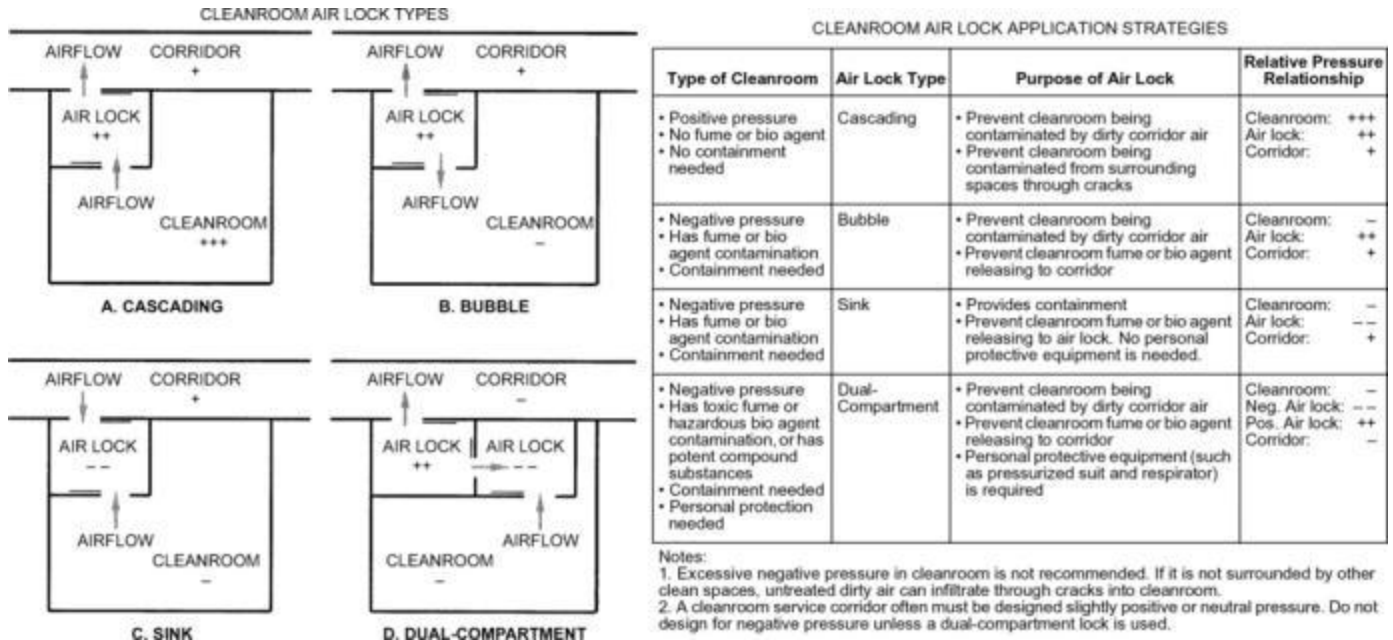 CLEANROOM AIR LOCK TYPES
AIRFLOW CORRIDOR
+
AIR LOCK
++
AIRFLOW
CLEANROOM
+++
A. CASCADING
AIRFLOW CORRIDOR
+
AIR LOCK
++
AIRFLOW
CLEANROOM
–
B. BUBBLE
AIRFLOW CORRIDOR
+
AIR LOCK
– –
AIRFLOW
CLEANROOM
–
C. SINK
AIRFLOW CORRIDOR
–
AIR LOCK AIR LOCK
++ – –
AIRFLOW
CLEANROOM
–
D. DUAL-COMPARTMENT
CLEANROOM AIR LOCK APPLICATION STRATEGIES
Type of Cleanroom
Air Lock Type
Purpose of Air Lock
Relative Pressure
Relationship
• Positive pressure
• No fume or bio agent
• No containment
needed
Cascading
• Prevent cleanroom being
contaminated by dirty corridor air
• Prevent cleanroom being
contaminated from surrounding
spaces through cracks
Cleanroom: +++
Air lock: ++
Corridor: +
• Negative pressure
• Has fume or bio
agent contamination
• Containment needed
Bubble
• Prevent cleanroom being
contaminated by dirty corridor air
• Prevent cleanroom fume or bio agent
releasing to corridor
Cleanroom: –
Air lock: ++
Corridor: +
• Negative pressure
• Has fume or bio
agent contamination
• Containment needed
Sink
• Provides containment
• Prevent cleanroom fume or bio agent
releasing to air lock. No personal
protective equipment is needed.
Cleanroom: –
Air lock: – –
Corridor: +
• Negative pressure
• Has toxic fume or
hazardous bio agent
contamination, or has
potent compound
substances
• Containment needed
• Personal protection
needed
Dual-
Compartment
• Prevent cleanroom being
contaminated by dirty corridor air
• Prevent cleanroom fume or bio agent
releasing to corridor
• Personal protective equipment (such
as pressurized suit and respirator)
is required
Cleanroom: –
Neg. Air lock: – –
Pos. Air lock: ++
Corridor: –
Notes:
1. Excessive negative pressure in cleanroom is not recommended. If it is not surrounded by other
clean spaces, untreated dirty air can infiltrate through cracks into cleanroom.
2. A cleanroom service corridor often must be designed slightly positive or neutral pressure. Do not
design for negative pressure unless a dual-compartment lock is used.